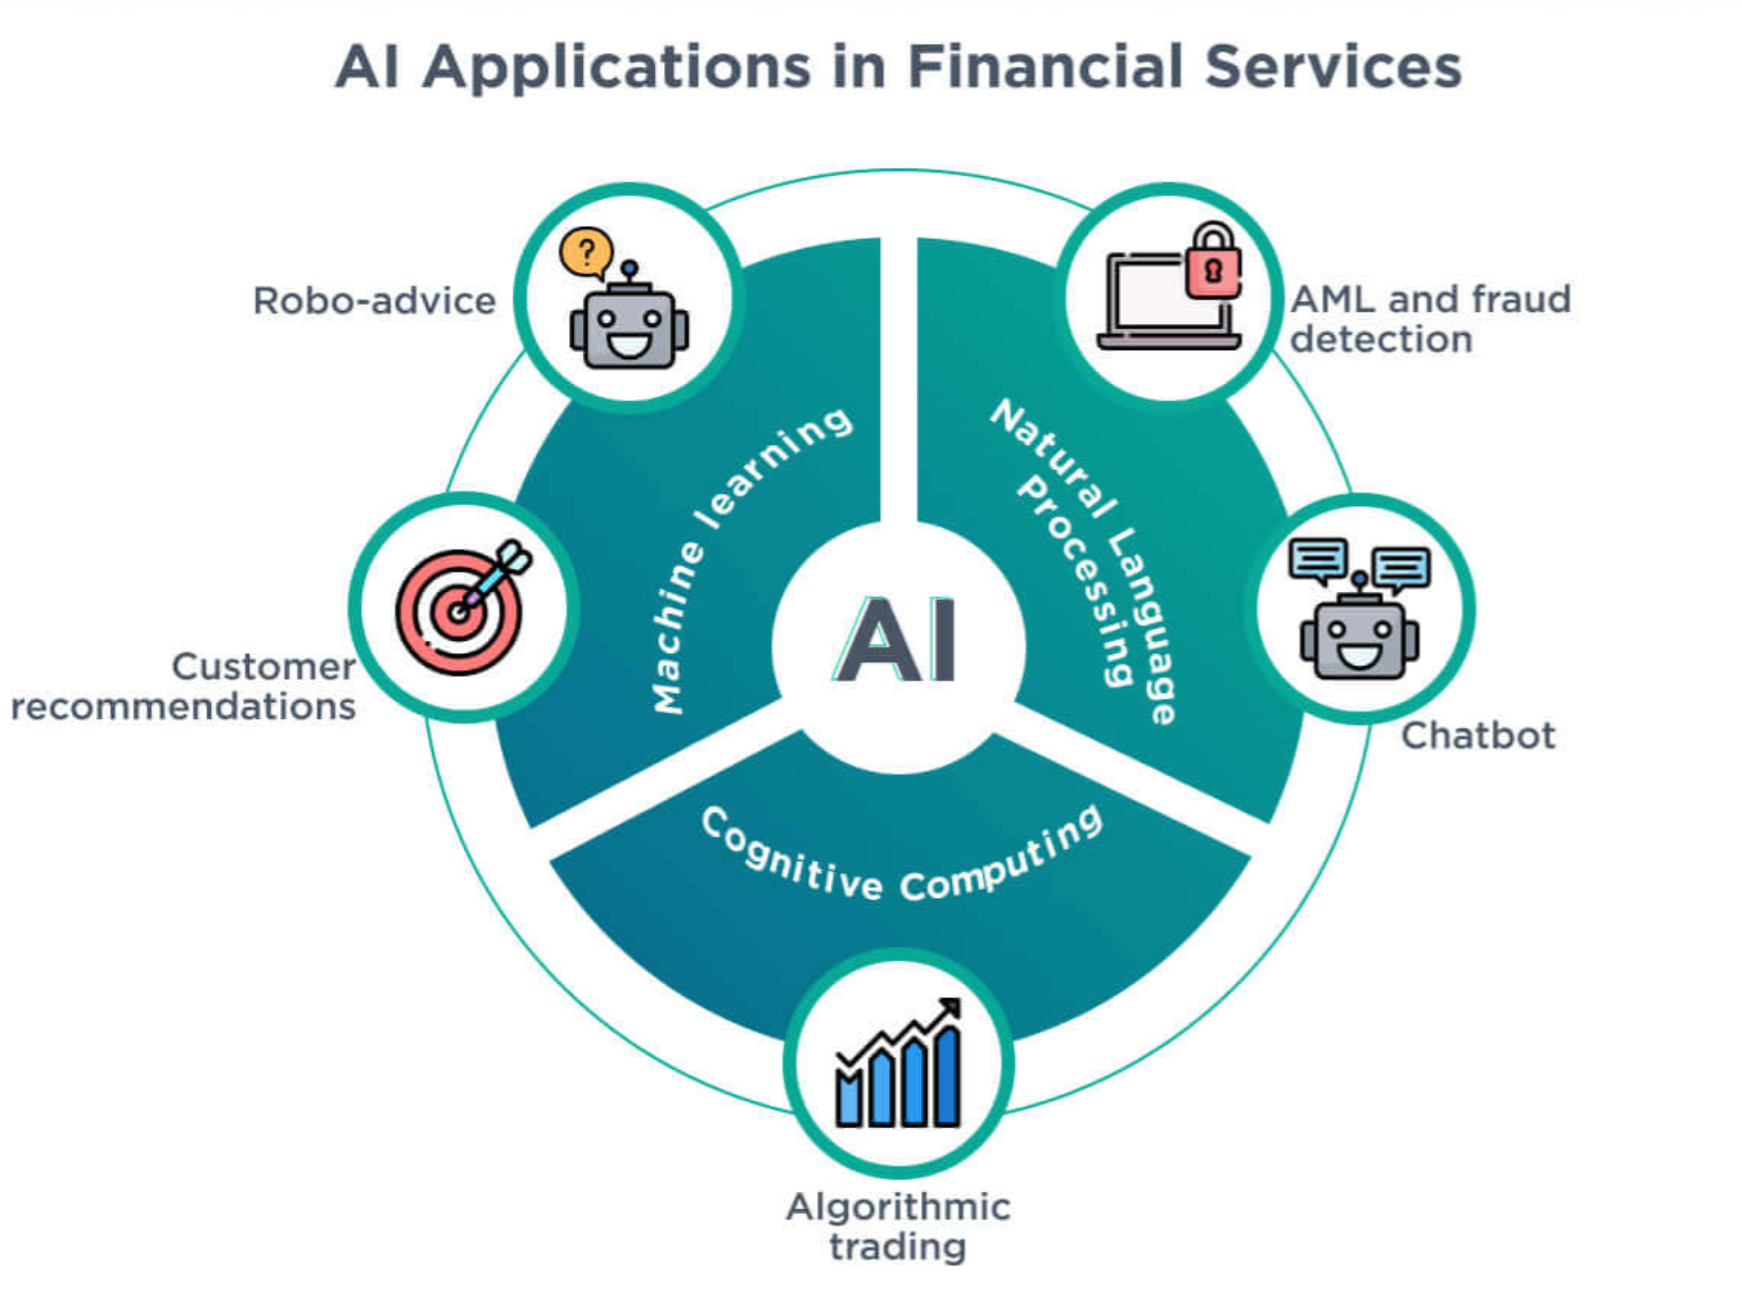 AI Applications in Financial Services
?
Robo-advice
AML and fraud
detection
Machine learning
Natural Language
Processing
AI
Customer
recommendations
Chatbot
Cognitive Computing
Algorithmic
trading